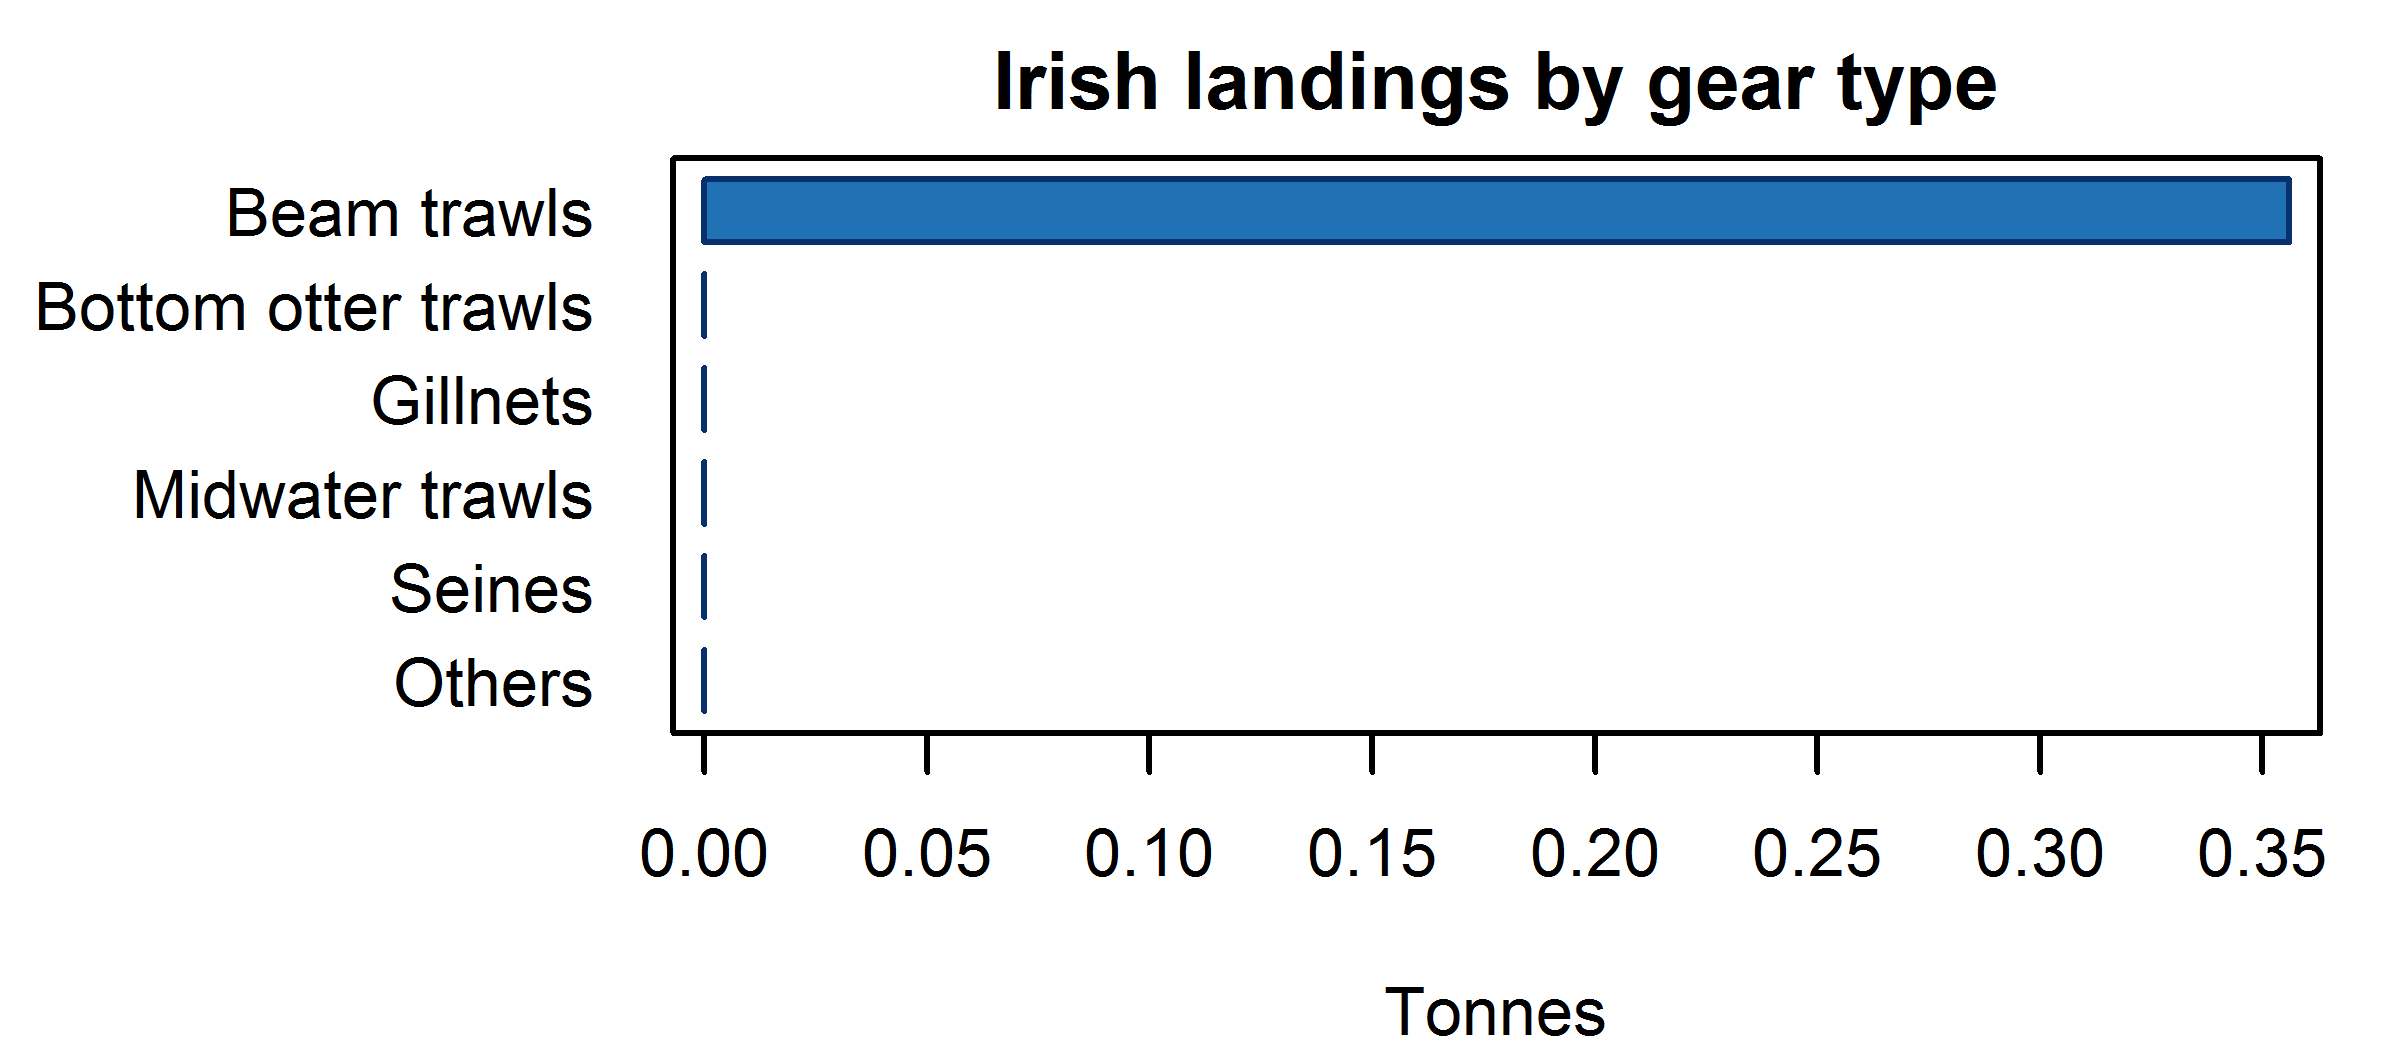 Irish landings by gear type
Beam trawls
Bottom otter trawls
Gillnets
Midwater trawls
Seines
Others
0.00 0.05 0.10 0.15 0.20 0.25 0.30 0.35
Tonnes